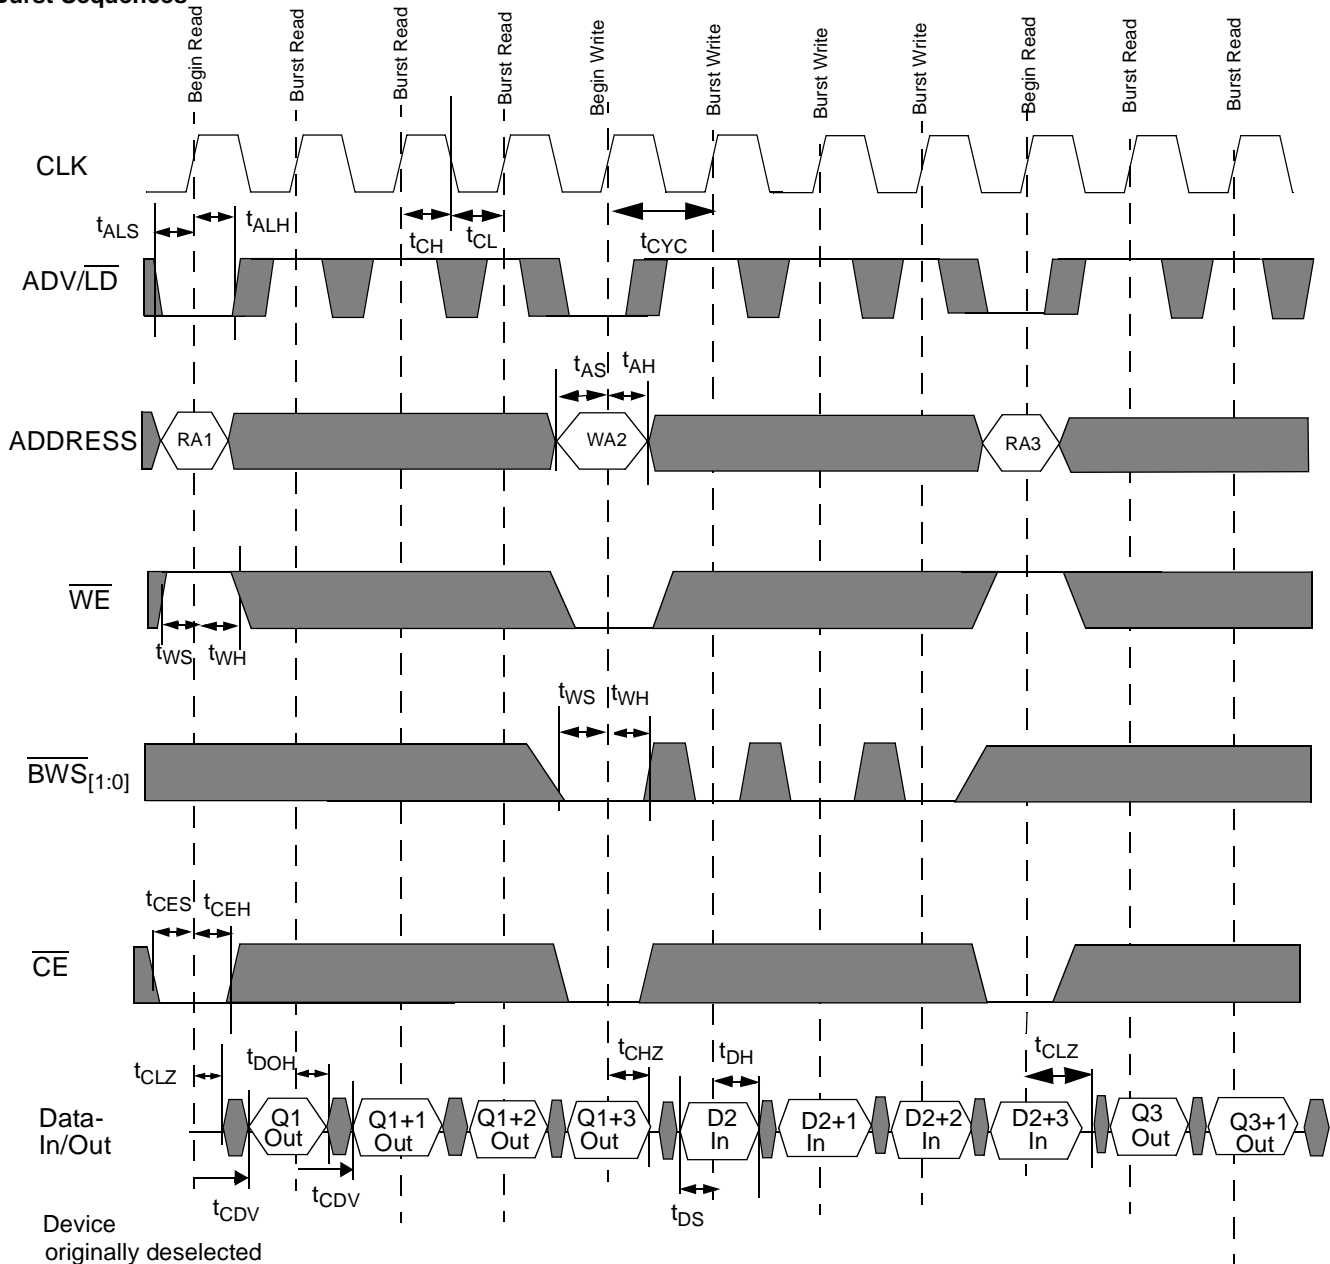 Burst Sequences
Begin Read
Burst Read
Burst Read
Burst Read
Begin Write
Burst Write
Burst Write
Burst Write
Begin Read
Burst Read
Burst Read
CLK
tALS
tALH
tCH
tCL
tCYC
ADV/LD
tAS
tAH
ADDRESS
RA1
WA2
RA3
WE
tWS
tWH
tWS
tWH
BWS[1:0]
tCES
tCEH
CE
tCLZ
tDOH
tCHZ
tDH
tCLZ
Data-
In/Out
Q1
Out
Q1+1
Out
Q1+2
Out
Q1+3
Out
D2
In
D2+1
In
D2+2
In
D2+3
In
Q3
Out
Q3+1
Out
tCDV
tCDV
tDS
Device
originally deselected